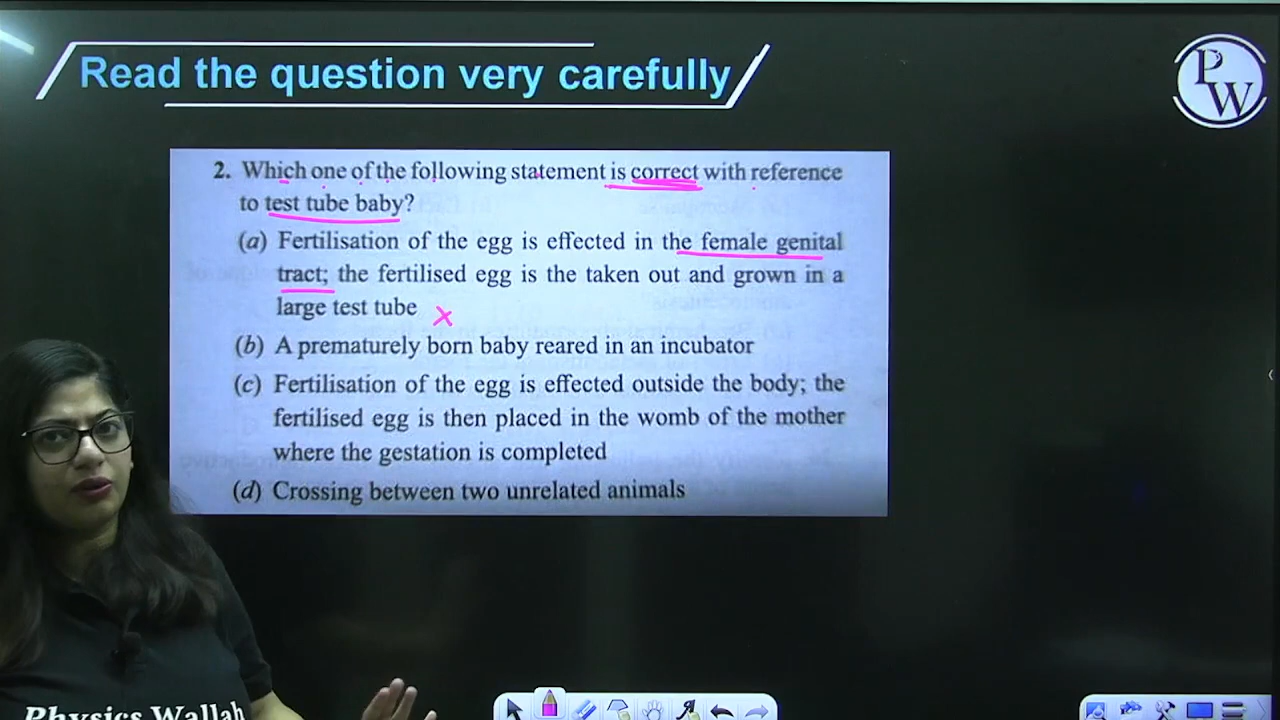 Read the question very carefully
P
W
2. Which one of the following statement is correct with reference
to test tube baby?
(a) Fertilisation of the egg is effected in the female genital
tract; the fertilised egg is the taken out and grown in a
large test tube
(b) A prematurely born baby reared in an incubator
(c) Fertilisation of the egg is effected outside the body; the
fertilised egg is then placed in the womb of the mother
where the gestation is completed
(d) Crossing between two unrelated animals
Physics Wallah